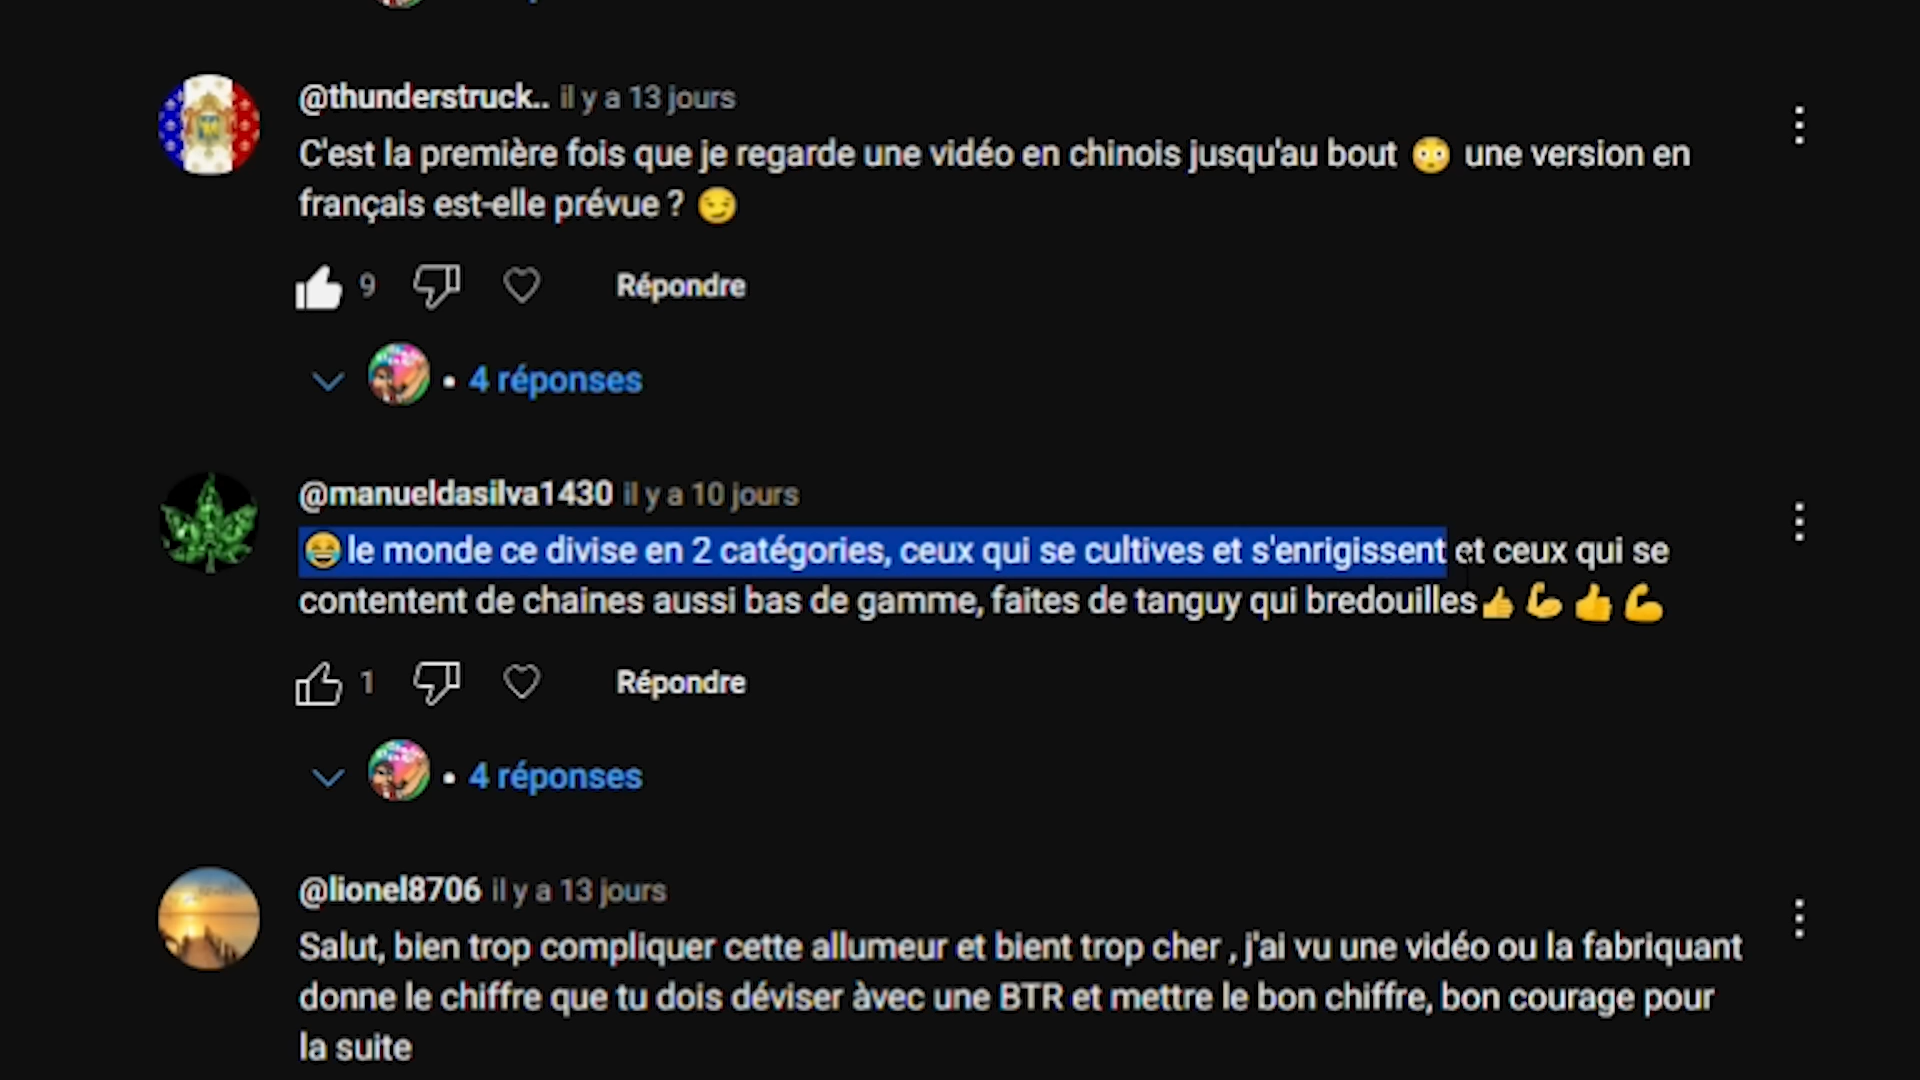 @thunderstruck.. il y a 13 jours
C'est la première fois que je regarde une vidéo en chinois jusqu'au bout 😳 une version en
français est-elle prévue ? 😏
9 Répondre
• 4 réponses
@manueldasilva1430 il y a 10 jours
😂le monde ce divise en 2 catégories, ceux qui se cultives et s'enrigissent et ceux qui se
contentent de chaines aussi bas de gamme, faites de tanguy qui bredouilles👍💪👍💪
1 Répondre
• 4 réponses
@lionel8706 il y a 13 jours
Salut, bien trop compliquer cette allumeur et bient trop cher , j'ai vu une vidéo ou la fabriquant
donne le chiffre que tu dois déviser àvec une BTR et mettre le bon chiffre, bon courage pour
la suite